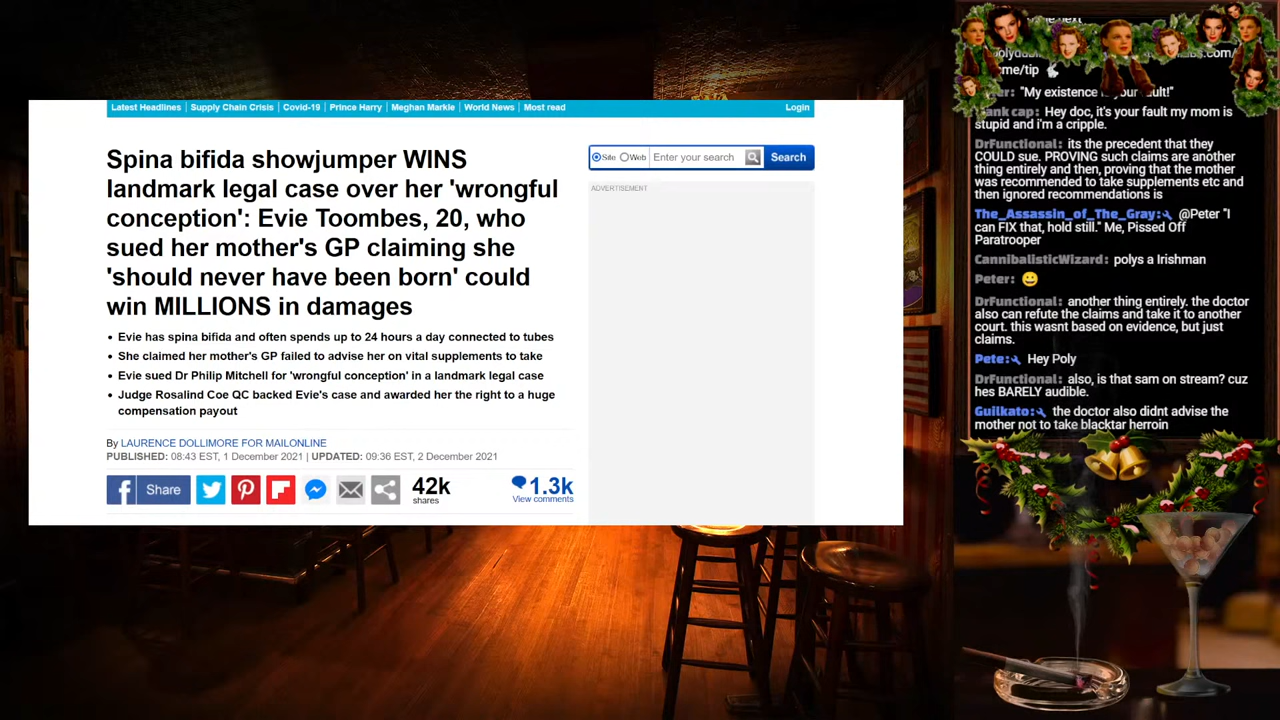 Latest Headlines | Supply Chain Crisis | Covid-19 | Prince Harry | Meghan Markle | World News | Most read
Login
Spina bifida showjumper WINS
landmark legal case over her 'wrongful
conception': Evie Toombes, 20, who
sued her mother's GP claiming she
'should never have been born' could
win MILLIONS in damages
• Evie has spina bifida and often spends up to 24 hours a day connected to tubes
• She claimed her mother's GP failed to advise her on vital supplements to take
• Evie sued Dr Philip Mitchell for 'wrongful conception' in a landmark legal case
• Judge Rosalind Coe QC backed Evie's case and awarded her the right to a huge
compensation payout
By LAURENCE DOLLIMORE FOR MAILONLINE
PUBLISHED: 08:43 EST, 1 December 2021 | UPDATED: 09:36 EST, 2 December 2021
Share
42k
shares
1.3k
View comments
Site Web Enter your search Search
ADVERTISEMENT
"My existence is your fault!"
cap: Hey doc, it's your fault my mom is
stupid and i'm a cripple.
DrFunctional: its the precedent that they
COULD sue. PROVING such claims are another
thing entirely and then, proving that the mother
was recommended to take supplements etc and
then ignored recommendations is
The_Assassin_of_The_Gray: @Peter "I
can FIX that, hold still." Me, Pissed Off
Paratrooper
CannibalisticWizard: polys a Irishman
Peter:
DrFunctional: another thing entirely. the doctor
also can refute the claims and take it to another
court. this wasnt based on evidence, but just
claims.
Pete: Hey Poly
DrFunctional: also, is that sam on stream? cuz
hes BARELY audible.
Guilkato: the doctor also didnt advise the
mother not to take blacktar herroin